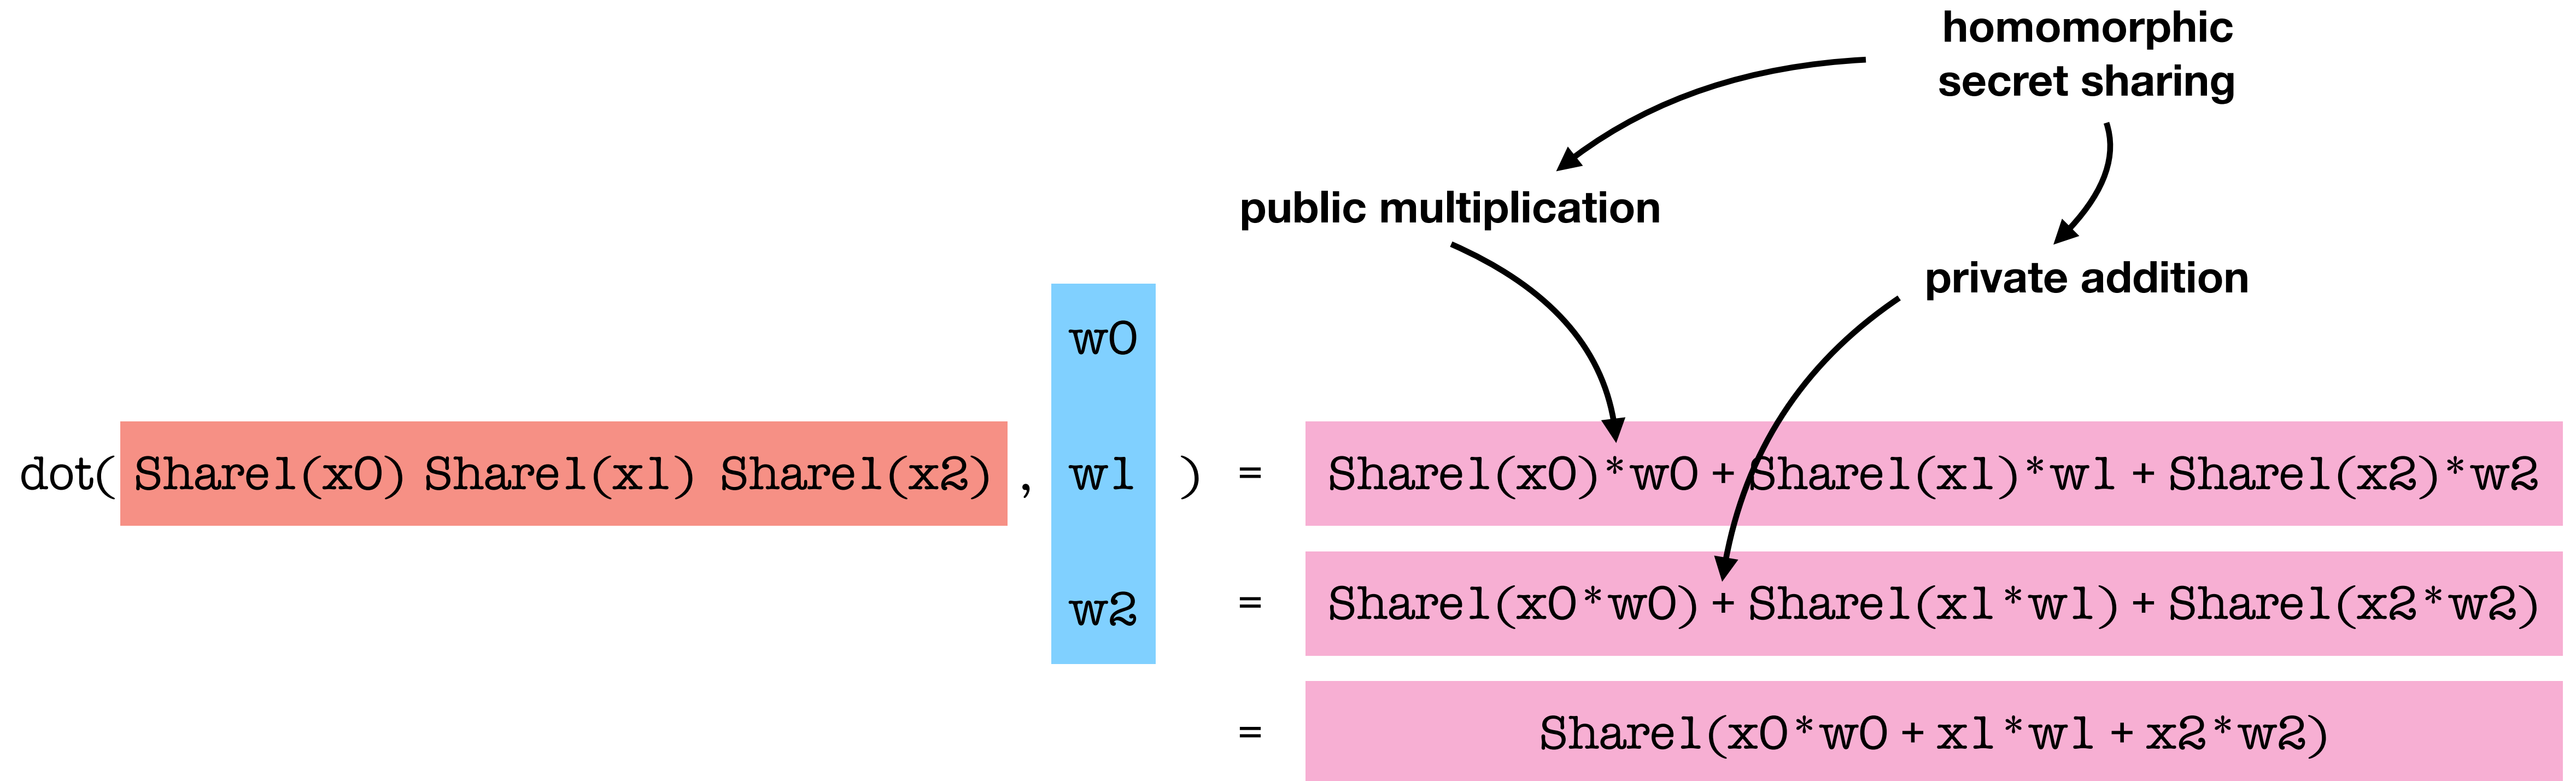 homomorphic
secret sharing
public multiplication
private addition
w0
dot( Share1(x0) Share1(x1) Share1(x2) , w1 ) = Share1(x0)*w0 + Share1(x1)*w1 + Share1(x2)*w2
w2 = Share1(x0*w0) + Share1(x1*w1) + Share1(x2*w2)
= Share1(x0*w0 + x1*w1 + x2*w2)